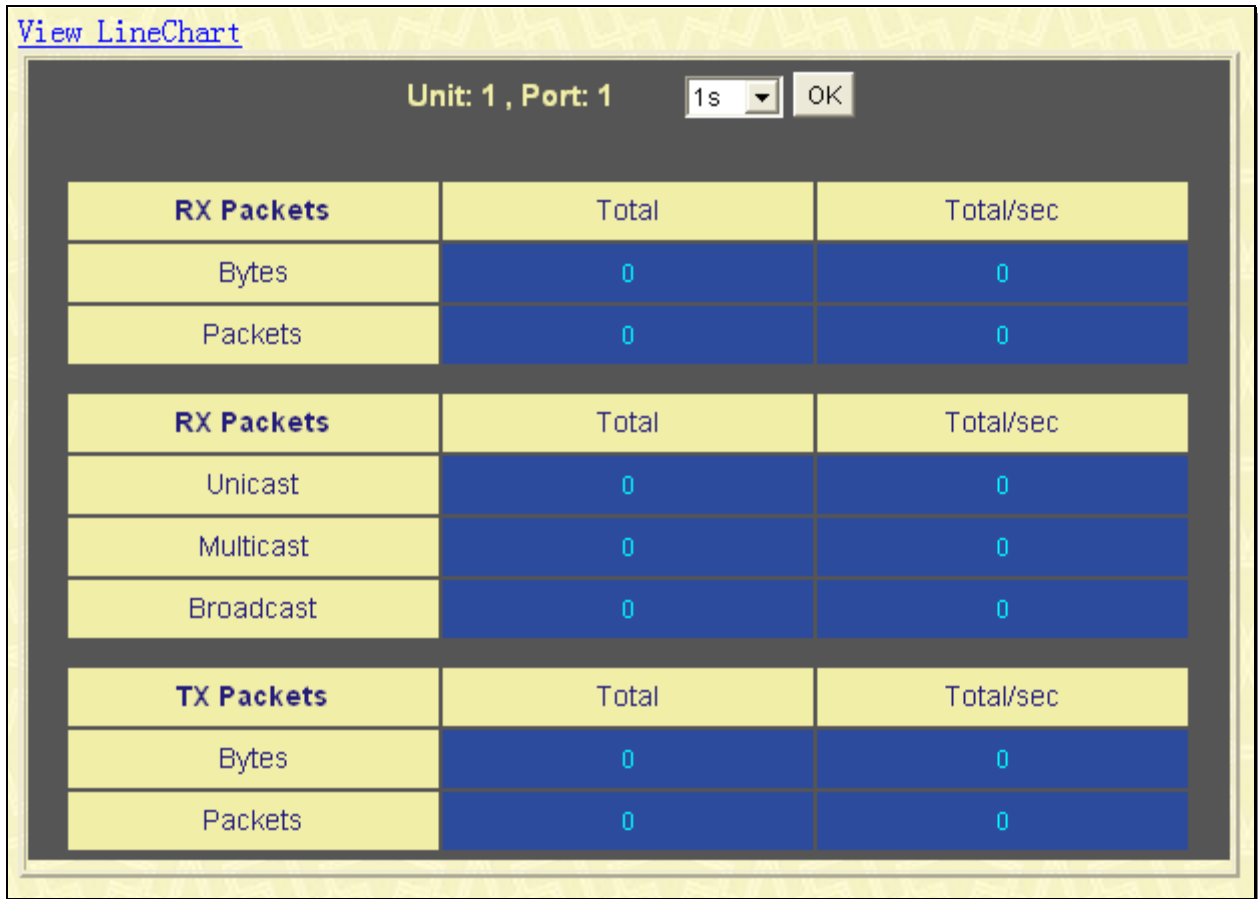 View LineChart
Unit: 1 , Port: 1 1s OK
RX Packets Total Total/sec
Bytes 0 0
Packets 0 0
RX Packets Total Total/sec
Unicast 0 0
Multicast 0 0
Broadcast 0 0
TX Packets Total Total/sec
Bytes 0 0
Packets 0 0